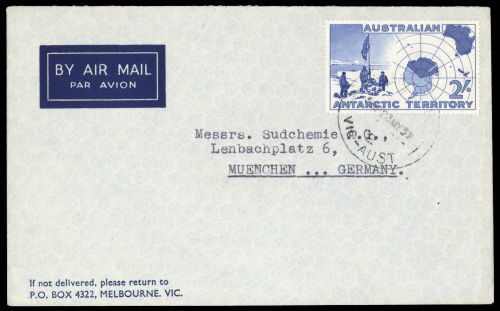 BY AIR MAIL
PAR AVION
AUSTRALIAN
2/-
ANTARCTIC TERRITORY
VIC-AUST
Messrs. Sudchemie .G.,
Lenbachplatz 6,
MUENCHEN ... GERMANY.
If not delivered, please return to
P.O. BOX 4322, MELBOURNE. VIC.